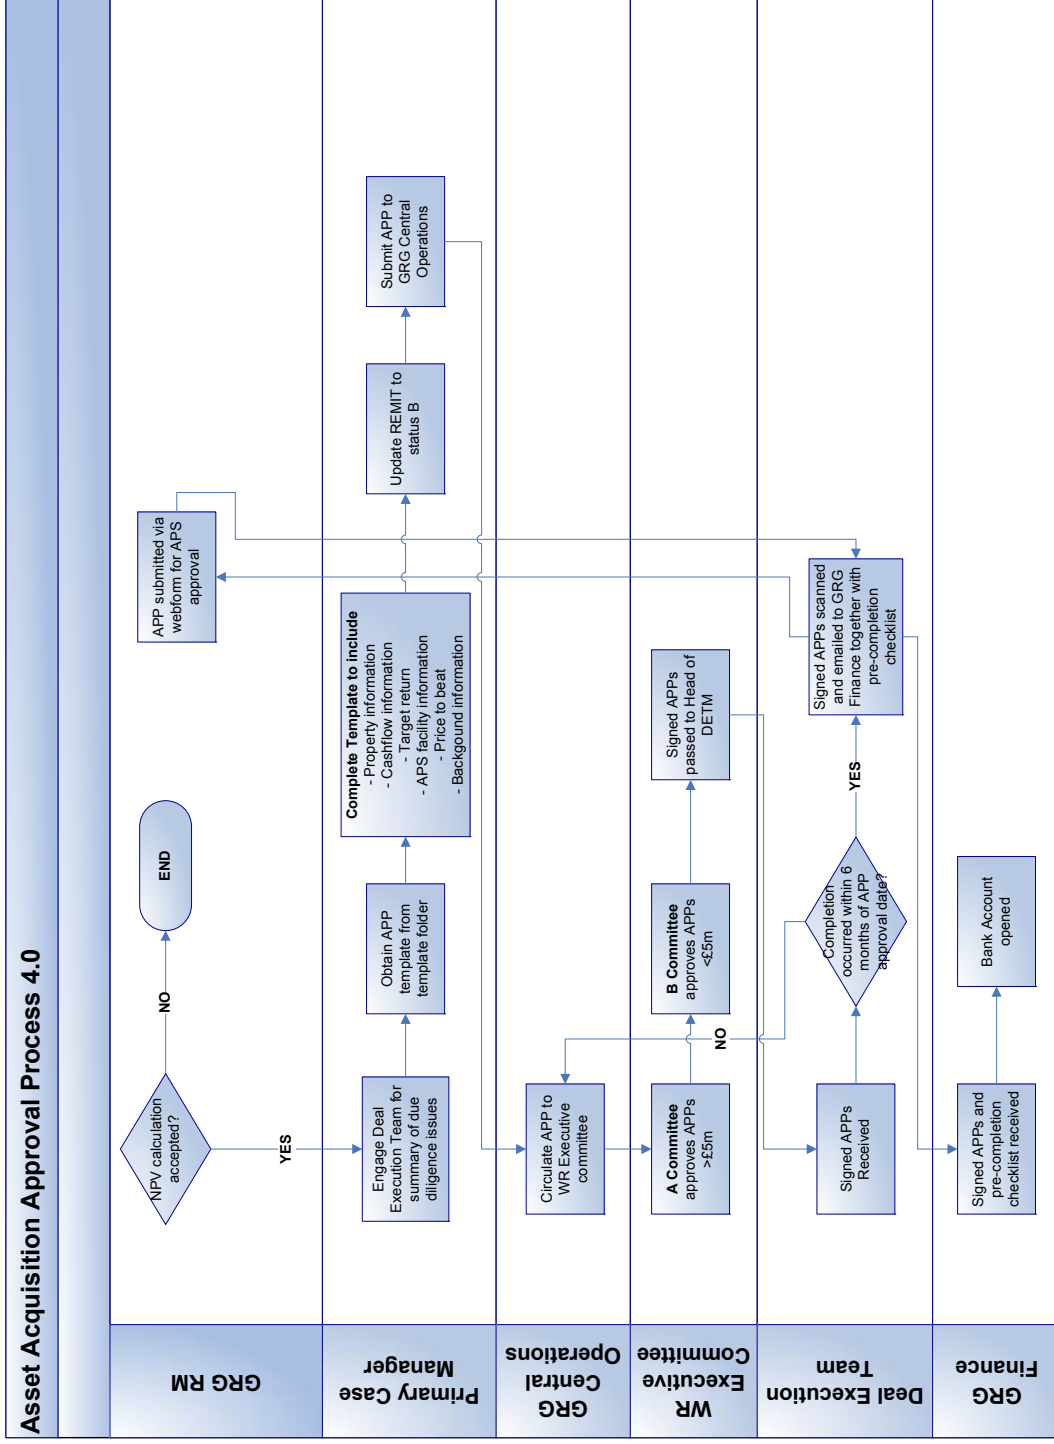 Asset Acquisition Approval Process 4.0
GRG RM
NPV calculation
accepted?
NO
END
YES
APP submitted via
webform for APS
approval
Primary Case
Manager
Engage Deal
Execution Team for
summary of due
diligence issues
Obtain APP
template from
template folder
Complete Template to include
- Property information
- Cashflow information
- Target return
- APS facility information
- Price to beat
- Backgound information
Update REMIT to
status B
Submit APP to
GRG Central
Operations
GRG
Central
Operations
Circulate APP to
WR Executive
committee
WR
Executive
Committee
A Committee
approves APPs
>£5m
B Committee
approves APPs
<£5m
Signed APPs
passed to Head of
DETM
NO
Deal Execution
Team
Signed APPs
Received
Completion
occurred within 6
months of APP
approval date?
YES
Signed APPs scanned
and emailed to GRG
Finance together with
pre-completion
checklist
GRG
Finance
Signed APPs and
pre-completion
checklist received
Bank Account
opened